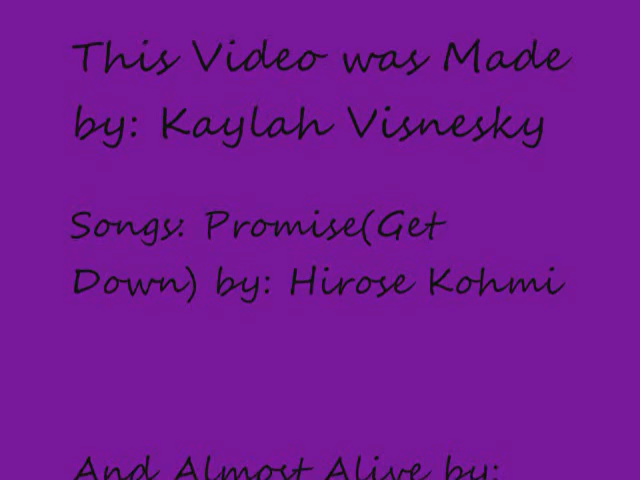 This Video was Made
by: Kaylah Visnesky
Songs: Promise(Get
Down) by: Hirose Kohmi
And Almost Alive by: